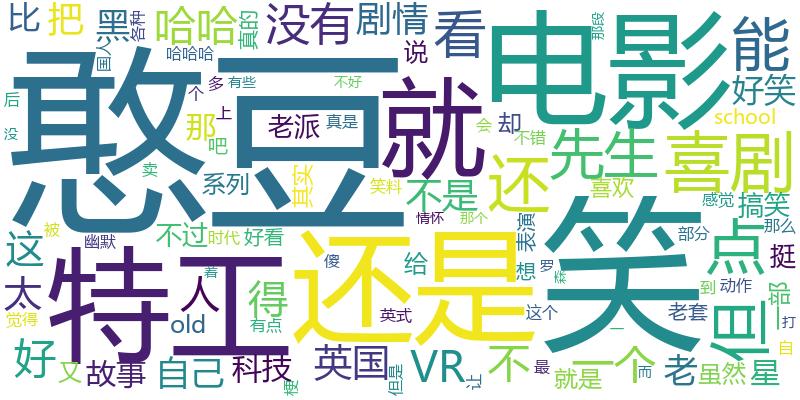 比
把
黑
各种
国人
哈哈
哈哈哈
真的
没有
剧情
说
看
电影
那段
能
好笑
school
憨豆
后
没
个
多
有些
上
不好
那
吧
老派
真是
就
会
却
不错
先生
喜剧
还
卖
系列
其实
笑料
不是
喜欢
感觉
搞笑
这
被
幽默
不过
时代
好看
情怀
那个
表演
想
部分
那么
点
挺
太
特工
人
着
得
还是
傻
给
罗
森
笑
到
动作
一部
但
觉得
old
有点
英式
这个
老套
打
自
好
又
故事
自己
科技
梗
英国
但是
VR
让
不
最
就是
一个
一
而
老
虽然
星